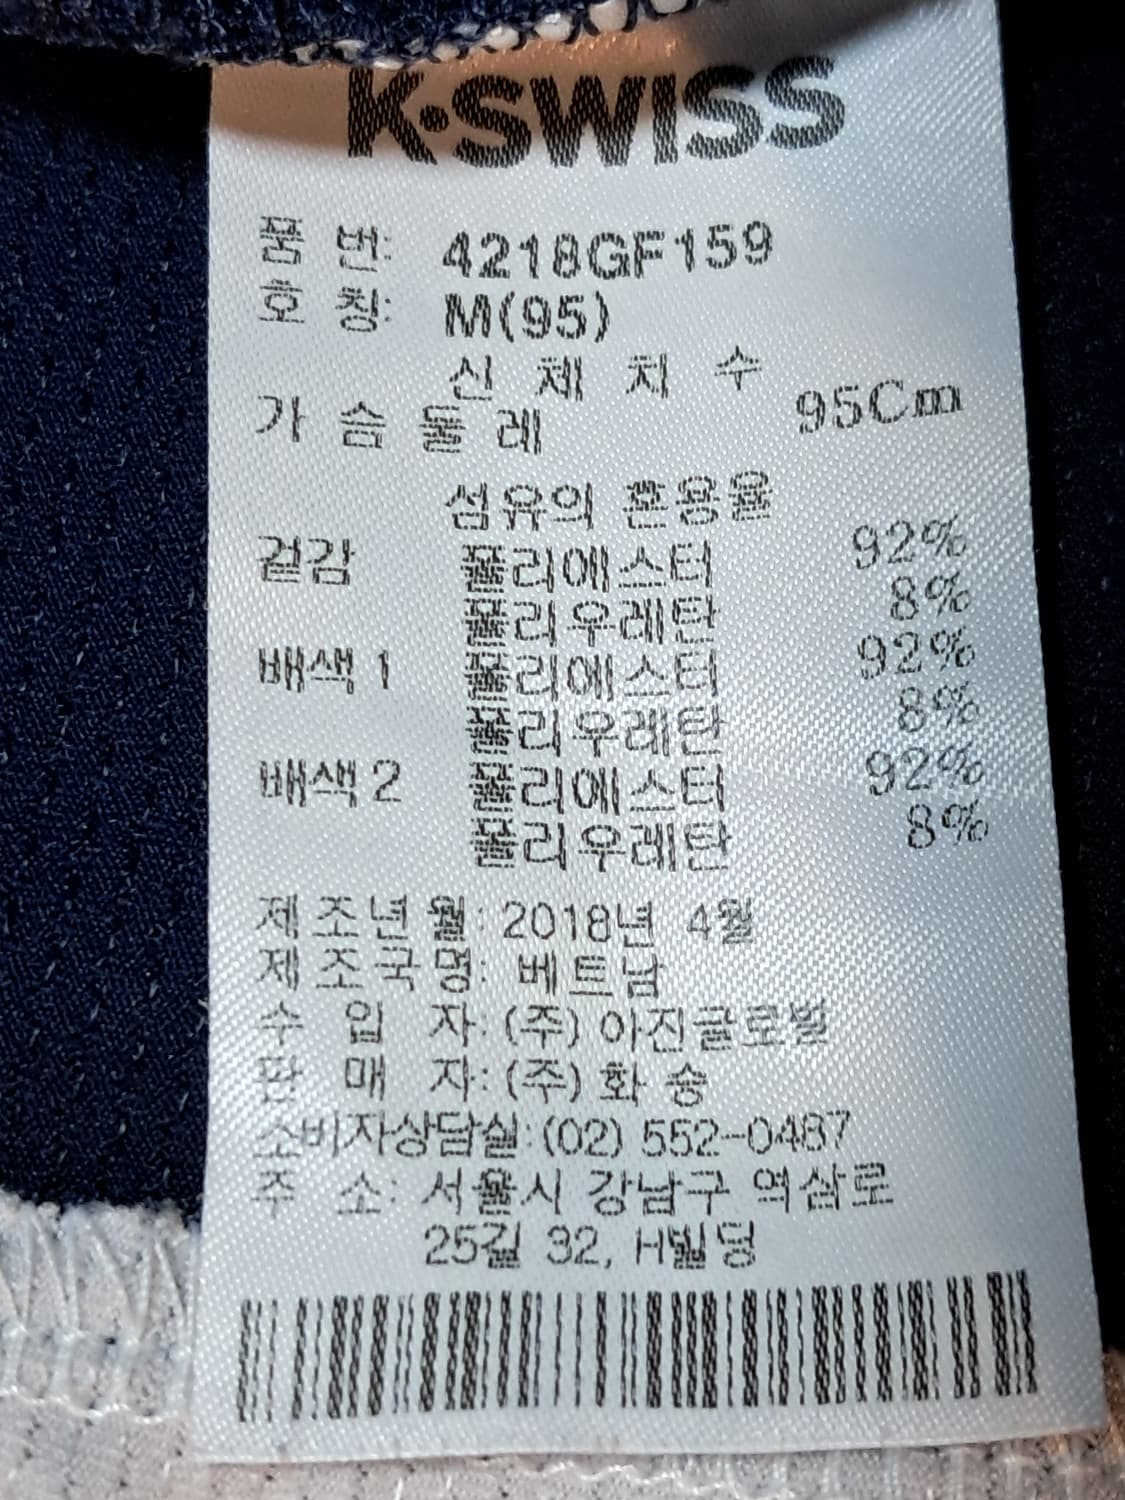 K·SWISS
품 번: 4218GF159
호 칭: M(95)
신 체 치 수
가 슴 둘 레 95Cm
섬유의 혼용율
겉감 폴리에스터 92%
폴리우레탄 8%
배색1 폴리에스터 92%
폴리우레탄 8%
배색2 폴리에스터 92%
폴리우레탄 8%
제 조 년 월: 2018년 4월
제 조 국 명: 베트남
수 입 자: (주) 아진글로벌
판 매 자: (주) 화 승
소비자상담실: (02) 552-0487
주 소: 서울시 강남구 역삼로
25길 32, H빌딩